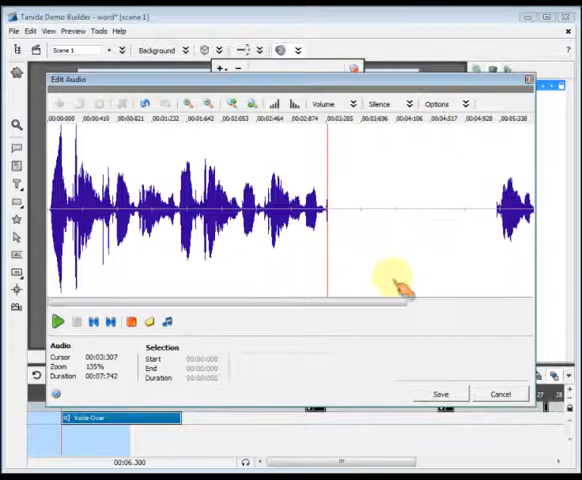 Tanida Demo Builder - word* [scene 1]
File Edit View Preview Tools Help
Scene 1 Background
Edit Audio
Volume Silence Options
00:00:000 00:00:410 00:00:821 00:01:232 00:01:642 00:02:053 00:02:464 00:02:874 00:03:285 00:03:696 00:04:106 00:04:517 00:04:928 00:05:338
Audio
Cursor 00:03:307
Zoom 135%
Duration 00:07:742
Selection
Start 00:00:000
End 00:00:000
Duration 00:00:000
Save Cancel
27 28
Voice Over
00:06.300